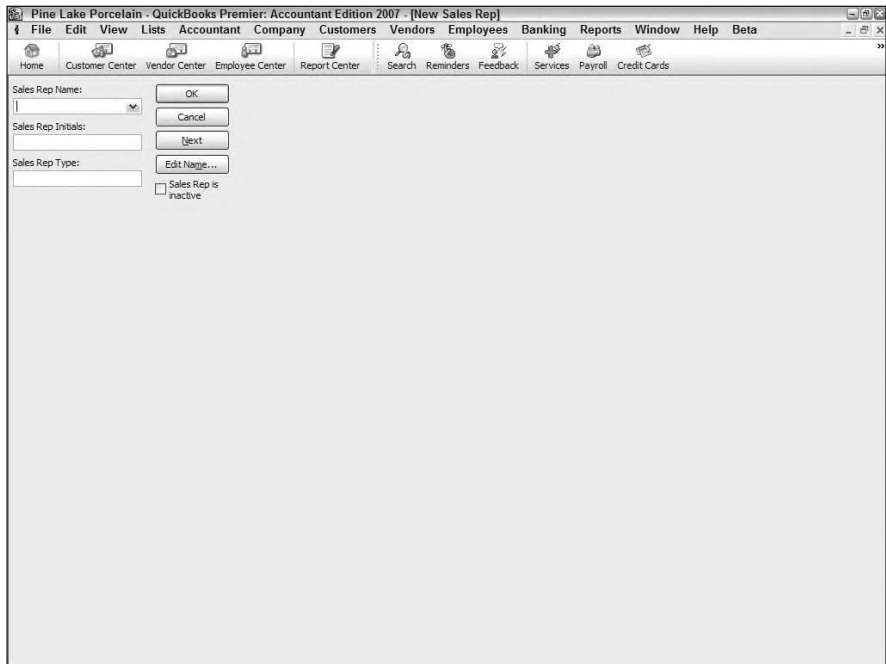 Pine Lake Porcelain - QuickBooks Premier: Accountant Edition 2007 - [New Sales Rep]
File Edit View Lists Accountant Company Customers Vendors Employees Banking Reports Window Help Beta
Home Customer Center Vendor Center Employee Center Report Center Search Reminders Feedback Services Payroll Credit Cards
Sales Rep Name:
OK
Cancel
Sales Rep Initials:
Next
Sales Rep Type:
Edit Name...
Sales Rep is
inactive